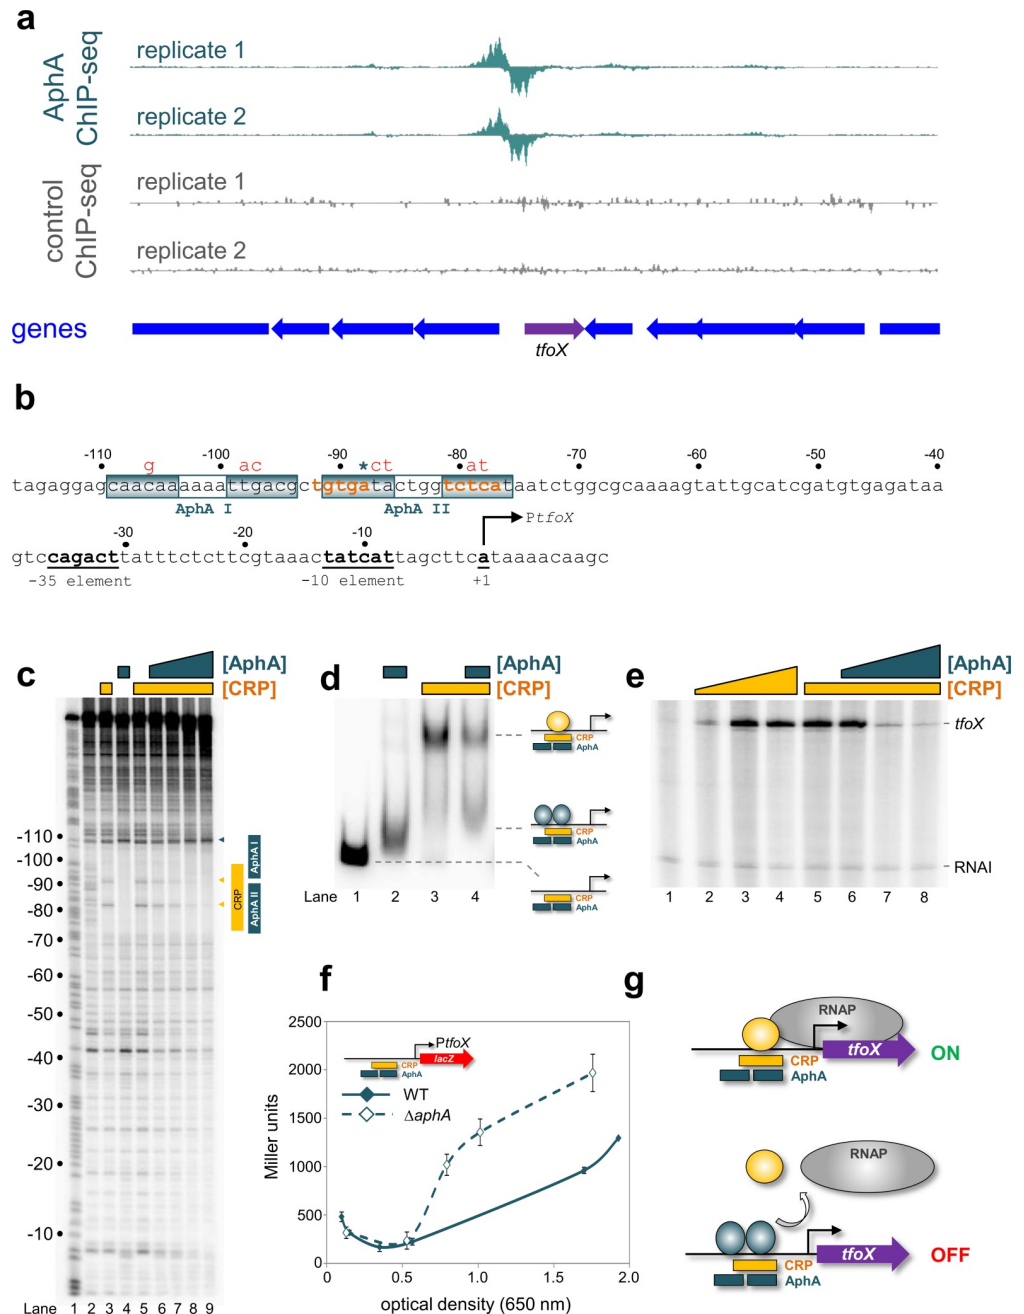 a
AphA
ChIP-seq
replicate 1
replicate 2
control
ChIP-seq
replicate 1
replicate 2
genes
tfoX
b
-110 -100 -90 -80 -70 -60 -50 -40
g ac * ct at
tagaggagcaacaaaaaattgacgctgtgatactggtctcataatctggcgcaaaagtattgcatcgatgtgagataa
AphA I AphA II
PtfoX
-30 -20 -10
gtcccagacttatttctcttcgtaaactatcattagcttcataaaacaagc
-35 element -10 element +1
c
[AphA]
[CRP]
-110
-100
-90
-80
-70
-60
-50
-40
-30
-20
-10
CRP
AphA I
AphA II
Lane 1 2 3 4 5 6 7 8 9
d
[AphA]
[CRP]
CRP
AphA
CRP
AphA
CRP
AphA
Lane 1 2 3 4
e
[AphA]
[CRP]
tfoX
RNAI
1 2 3 4 5 6 7 8
f
2500
2000
1500
1000
500
0
Miller units
PtfoX
lacZ
CRP
AphA
WT
ΔaphA
0 0.5 1.0 1.5 2.0
optical density (650 nm)
g
RNAP
tfoX
ON
CRP
AphA
RNAP
tfoX
OFF
CRP
AphA